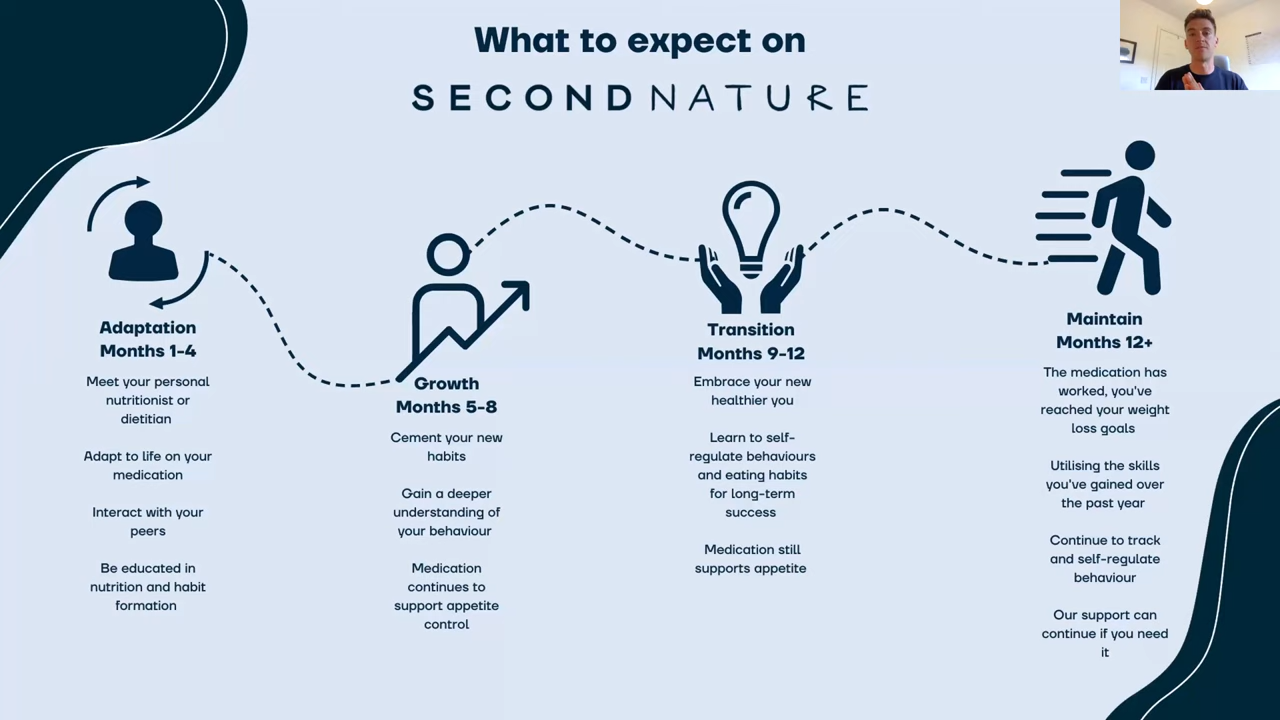 What to expect on
SECONDNATURE
Adaptation
Months 1-4
Meet your personal
nutritionist or
dietitian
Adapt to life on your
medication
Interact with your
peers
Be educated in
nutrition and habit
formation
Growth
Months 5-8
Cement your new
habits
Gain a deeper
understanding of
your behaviour
Medication
continues to
support appetite
control
Transition
Months 9-12
Embrace your new
healthier you
Learn to self-
regulate behaviours
and eating habits
for long-term
success
Medication still
supports appetite
Maintain
Months 12+
The medication has
worked, you've
reached your weight
loss goals
Utilising the skills
you've gained over
the past year
Continue to track
and self-regulate
behaviour
Our support can
continue if you need
it